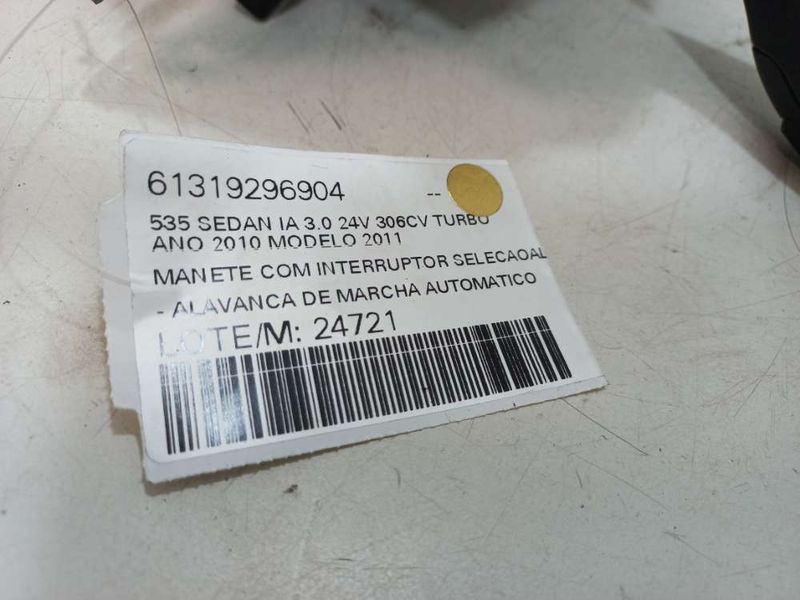 61319296904 --
535 SEDAN IA 3.0 24V 306CV TURBO
ANO 2010 MODELO 2011
MANETE COM INTERRUPTOR SELECAOAL
- ALAVANCA DE MARCHA AUTOMATICO
LOTE/M: 24721